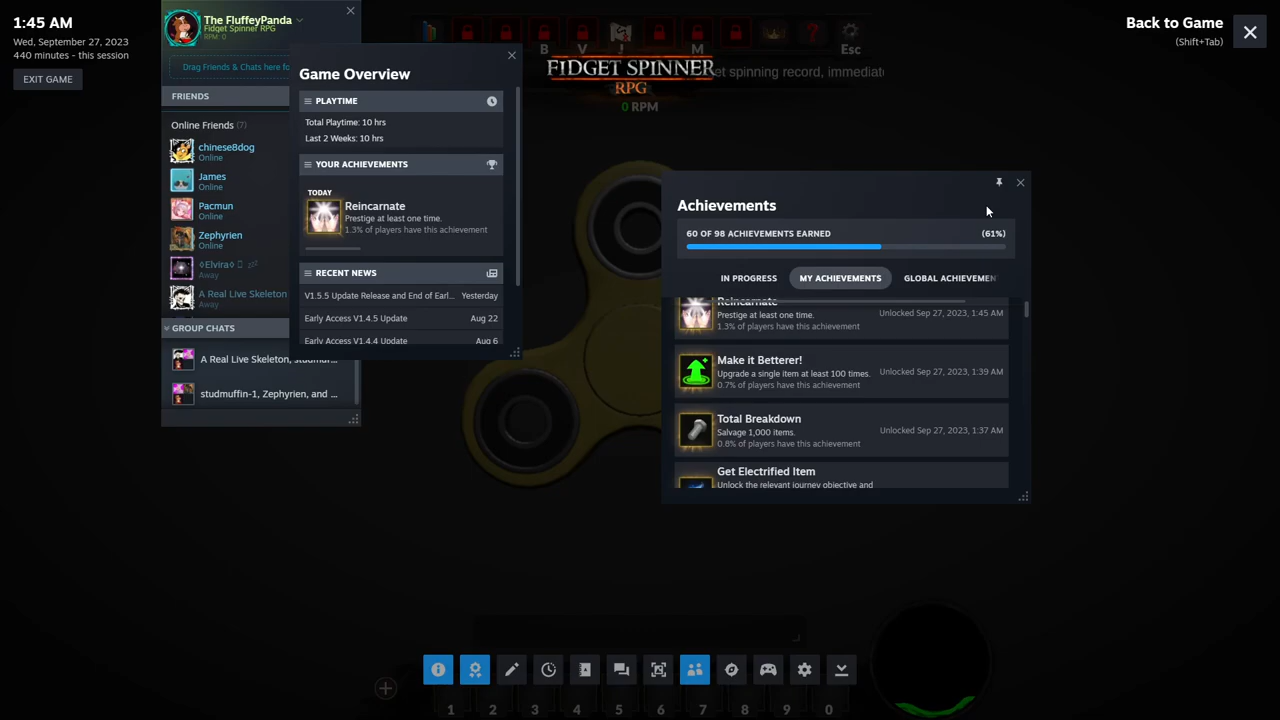 1:45 AM
Wed, September 27, 2023
440 minutes - this session
EXIT GAME
The FluffeyPanda
Fidget Spinner RPG
RPM: 0
Drag Friends & Chats here fo
FRIENDS
Online Friends (7)
chinese8dog
Online
James
Online
Pacmun
Online
Zephyrien
Online
◊Elvira◊
Away
A Real Live Skeleton
Away
GROUP CHATS
A Real Live Skeleton, studmuf...
studmuffin-1, Zephyrien, and ...
Game Overview
PLAYTIME
Total Playtime: 10 hrs
Last 2 Weeks: 10 hrs
YOUR ACHIEVEMENTS
TODAY
Reincarnate
Prestige at least one time.
1.3% of players have this achievement
RECENT NEWS
V1.5.5 Update Release and End of Earl... Yesterday
Early Access V1.4.5 Update Aug 22
Early Access V1.4.4 Update Aug 6
B V J M Esc
FIDGET SPINNER
RPG
et spinning record, immediat
0 RPM
Back to Game
(Shift+Tab)
Achievements
60 OF 98 ACHIEVEMENTS EARNED (61%)
IN PROGRESS MY ACHIEVEMENTS GLOBAL ACHIEVEMEN
Reincarnate
Prestige at least one time.
1.3% of players have this achievement
Unlocked Sep 27, 2023, 1:45 AM
Make it Betterer!
Upgrade a single item at least 100 times.
0.7% of players have this achievement
Unlocked Sep 27, 2023, 1:39 AM
Total Breakdown
Salvage 1,000 items.
0.8% of players have this achievement
Unlocked Sep 27, 2023, 1:37 AM
Get Electrified Item
Unlock the relevant journey objective and
1 2 3 4 5 6 7 8 9 0